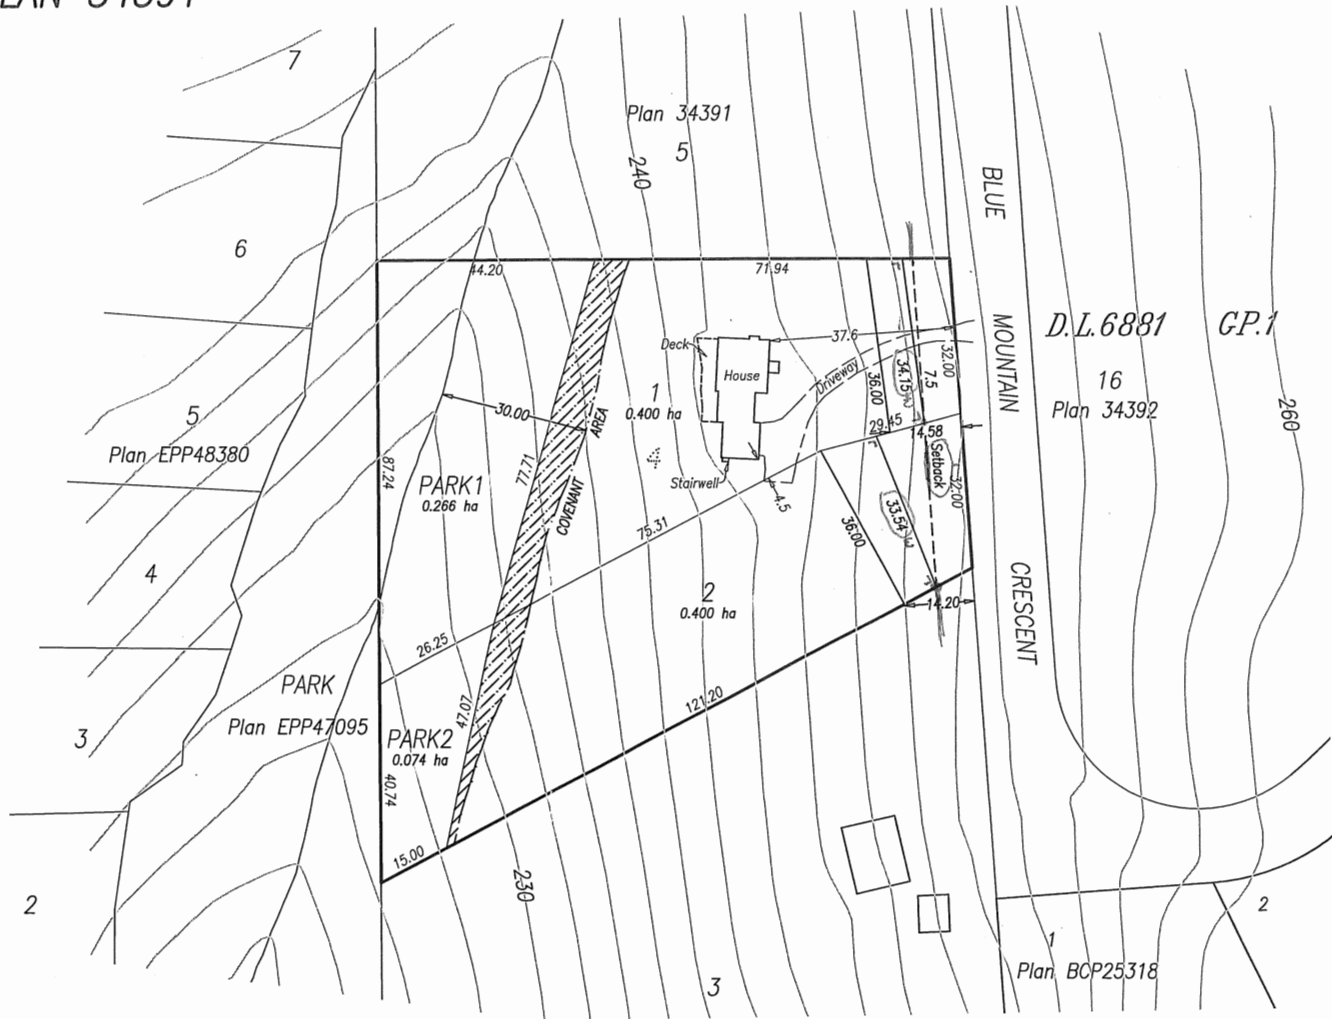 PLAN 34391
7
Plan 34391
5
240
BLUE
6
44.20
71.94
MOUNTAIN
D.L.6881
GP.1
37.6
Deck
House
Driveway
36.00
34.15
7.5
32.00
16
Plan 34392
260
30.00
AREA
1
0.400 ha
5
Plan EPP48380
29.45
14.58
4
87.24
PARK1
0.266 ha
77.71
COVENANT
Stairwell
4.5
Setback
32.00
75.31
36.00
33.54
4
2
0.400 ha
14.20
CRESCENT
26.25
PARK
Plan EPP47095
121.20
47.07
3
PARK2
0.074 ha
40.74
15.00
230
2
2
1
Plan BCP25318
3